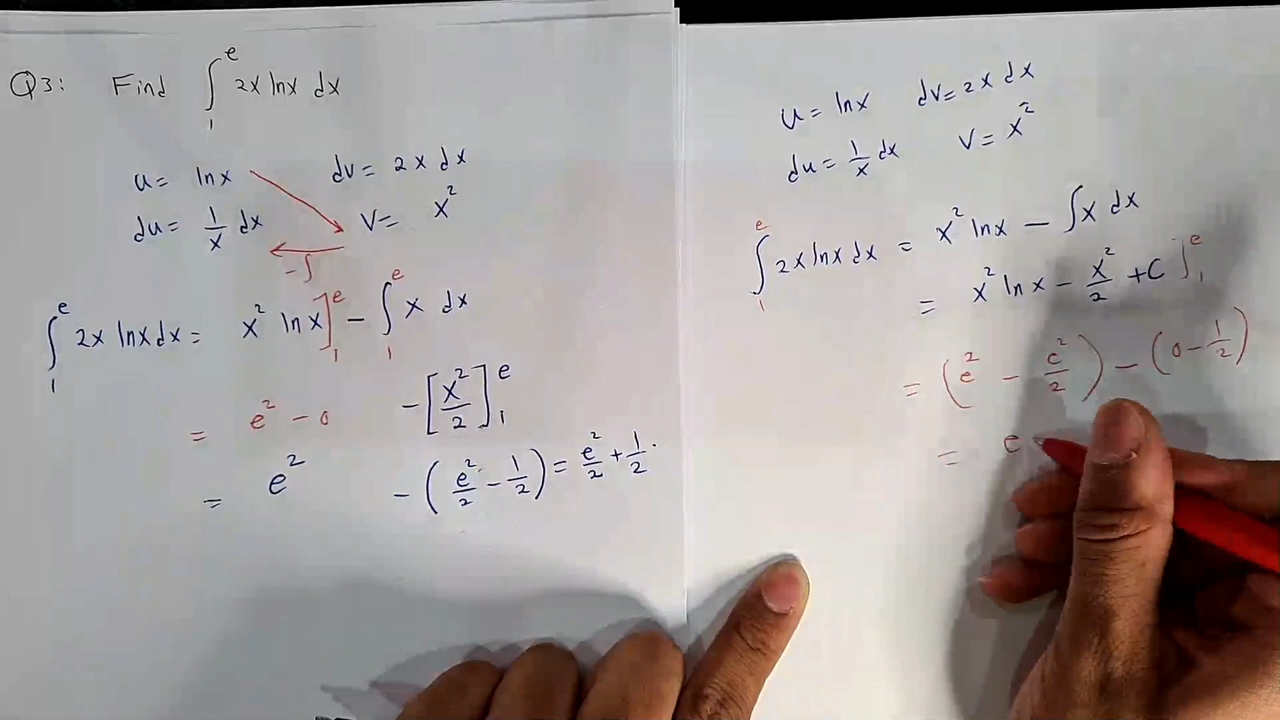 Q3: Find ∫₁ᵉ 2x lnx dx
u = lnx dv = 2x dx
du = 1/x dx v = x²
-∫
∫₁ᵉ 2x lnx dx = x² lnx]₁ᵉ - ∫₁ᵉ x dx
= e² - 0 - [x²/2]₁ᵉ
= e² - (e²/2 - 1/2) = e²/2 + 1/2.
u = lnx dv = 2x dx
du = 1/x dx v = x²
∫₁ᵉ 2x lnx dx = x² lnx - ∫x dx
= x² lnx - x²/2 + C ]₁ᵉ
= (e² - e²/2) - (0 - 1/2)
= e